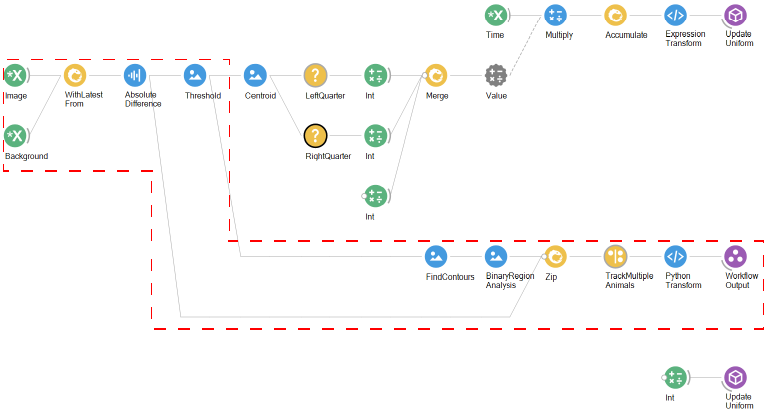 *X
Time
Multiply
Accumulate
</>
Expression
Transform
Update
Uniform
*X
Image
WithLatest
From
Absolute
Difference
Threshold
Centroid
?
LeftQuarter
Int
Merge
Value
*X
Background
?
RightQuarter
Int
Int
FindContours
BinaryRegion
Analysis
Zip
TrackMultiple
Animals
</>
Python
Transform
Workflow
Output
Int
Update
Uniform